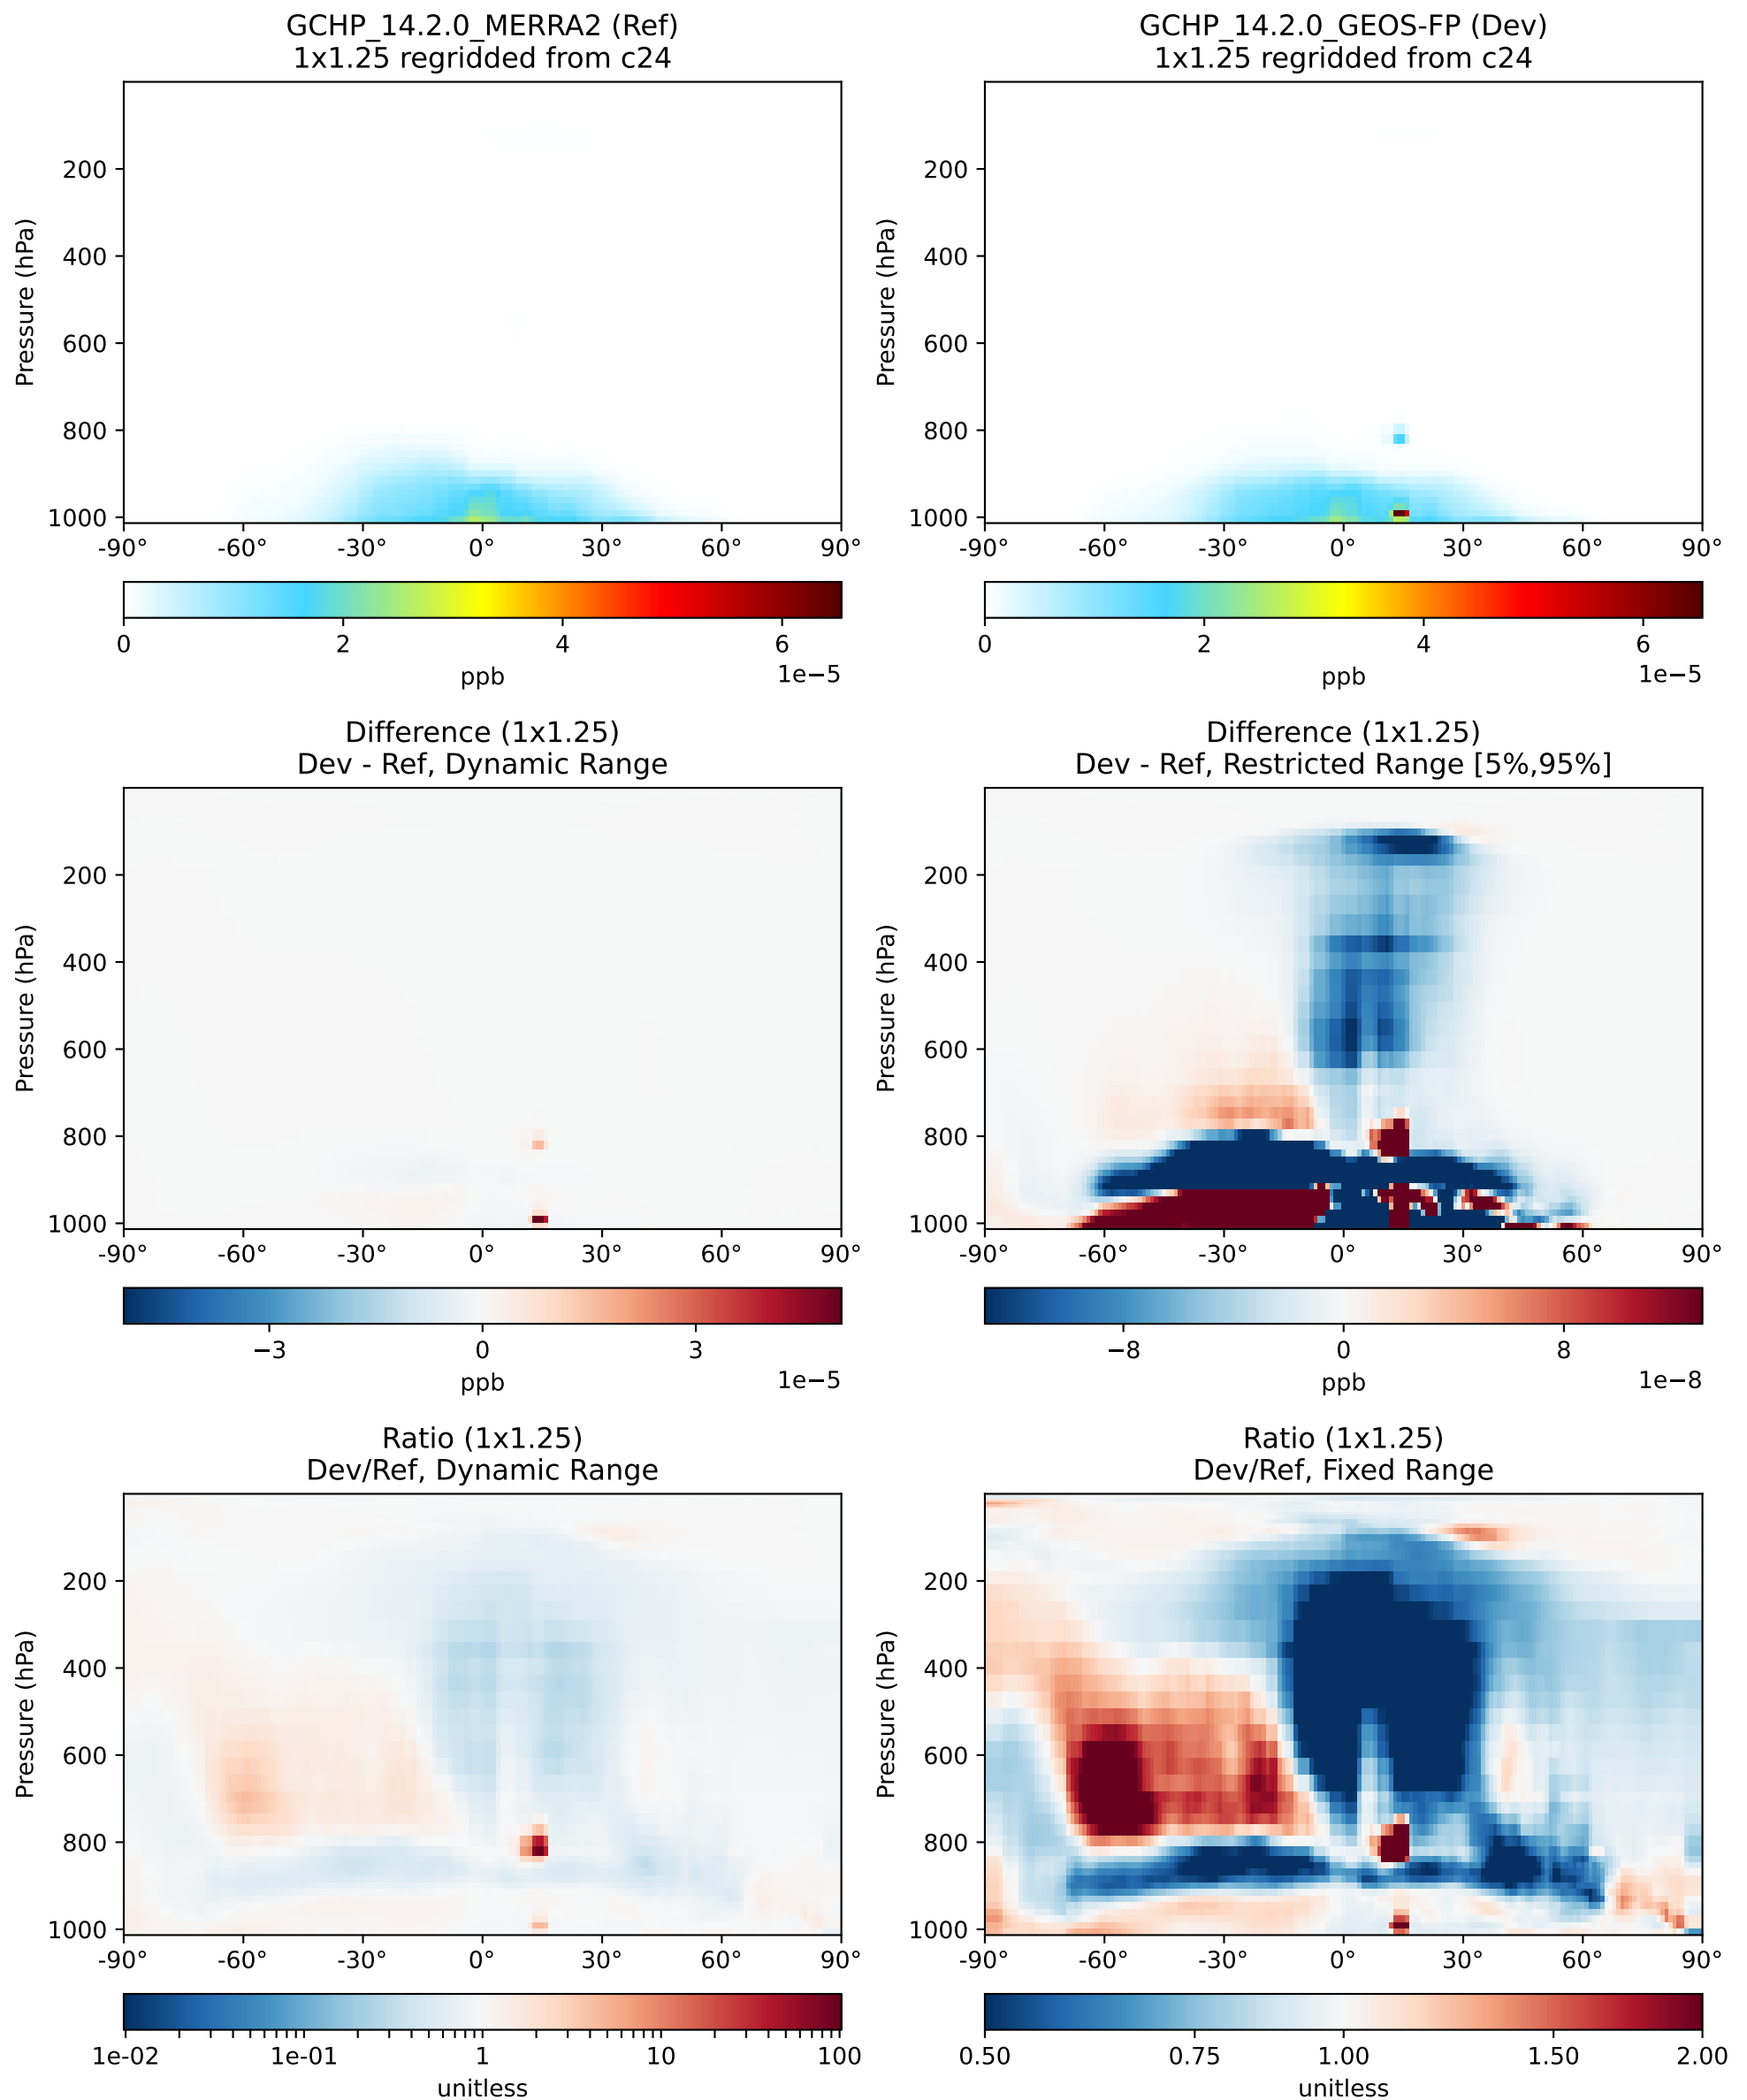 GCHP_14.2.0_MERRA2 (Ref)
1x1.25 regridded from c24
Pressure (hPa)
200
400
600
800
1000
-90° -60° -30° 0° 30° 60° 90°
0 2 4 6
1e−5
ppb
GCHP_14.2.0_GEOS-FP (Dev)
1x1.25 regridded from c24
Pressure (hPa)
200
400
600
800
1000
-90° -60° -30° 0° 30° 60° 90°
0 2 4 6
1e−5
ppb
Difference (1x1.25)
Dev - Ref, Dynamic Range
Pressure (hPa)
200
400
600
800
1000
-90° -60° -30° 0° 30° 60° 90°
−3 0 3
1e−5
ppb
Difference (1x1.25)
Dev - Ref, Restricted Range [5%,95%]
Pressure (hPa)
200
400
600
800
1000
-90° -60° -30° 0° 30° 60° 90°
−8 0 8
1e−8
ppb
Ratio (1x1.25)
Dev/Ref, Dynamic Range
Pressure (hPa)
200
400
600
800
1000
-90° -60° -30° 0° 30° 60° 90°
1e-02 1e-01 1 10 100
unitless
Ratio (1x1.25)
Dev/Ref, Fixed Range
Pressure (hPa)
200
400
600
800
1000
-90° -60° -30° 0° 30° 60° 90°
0.50 0.75 1.00 1.50 2.00
unitless